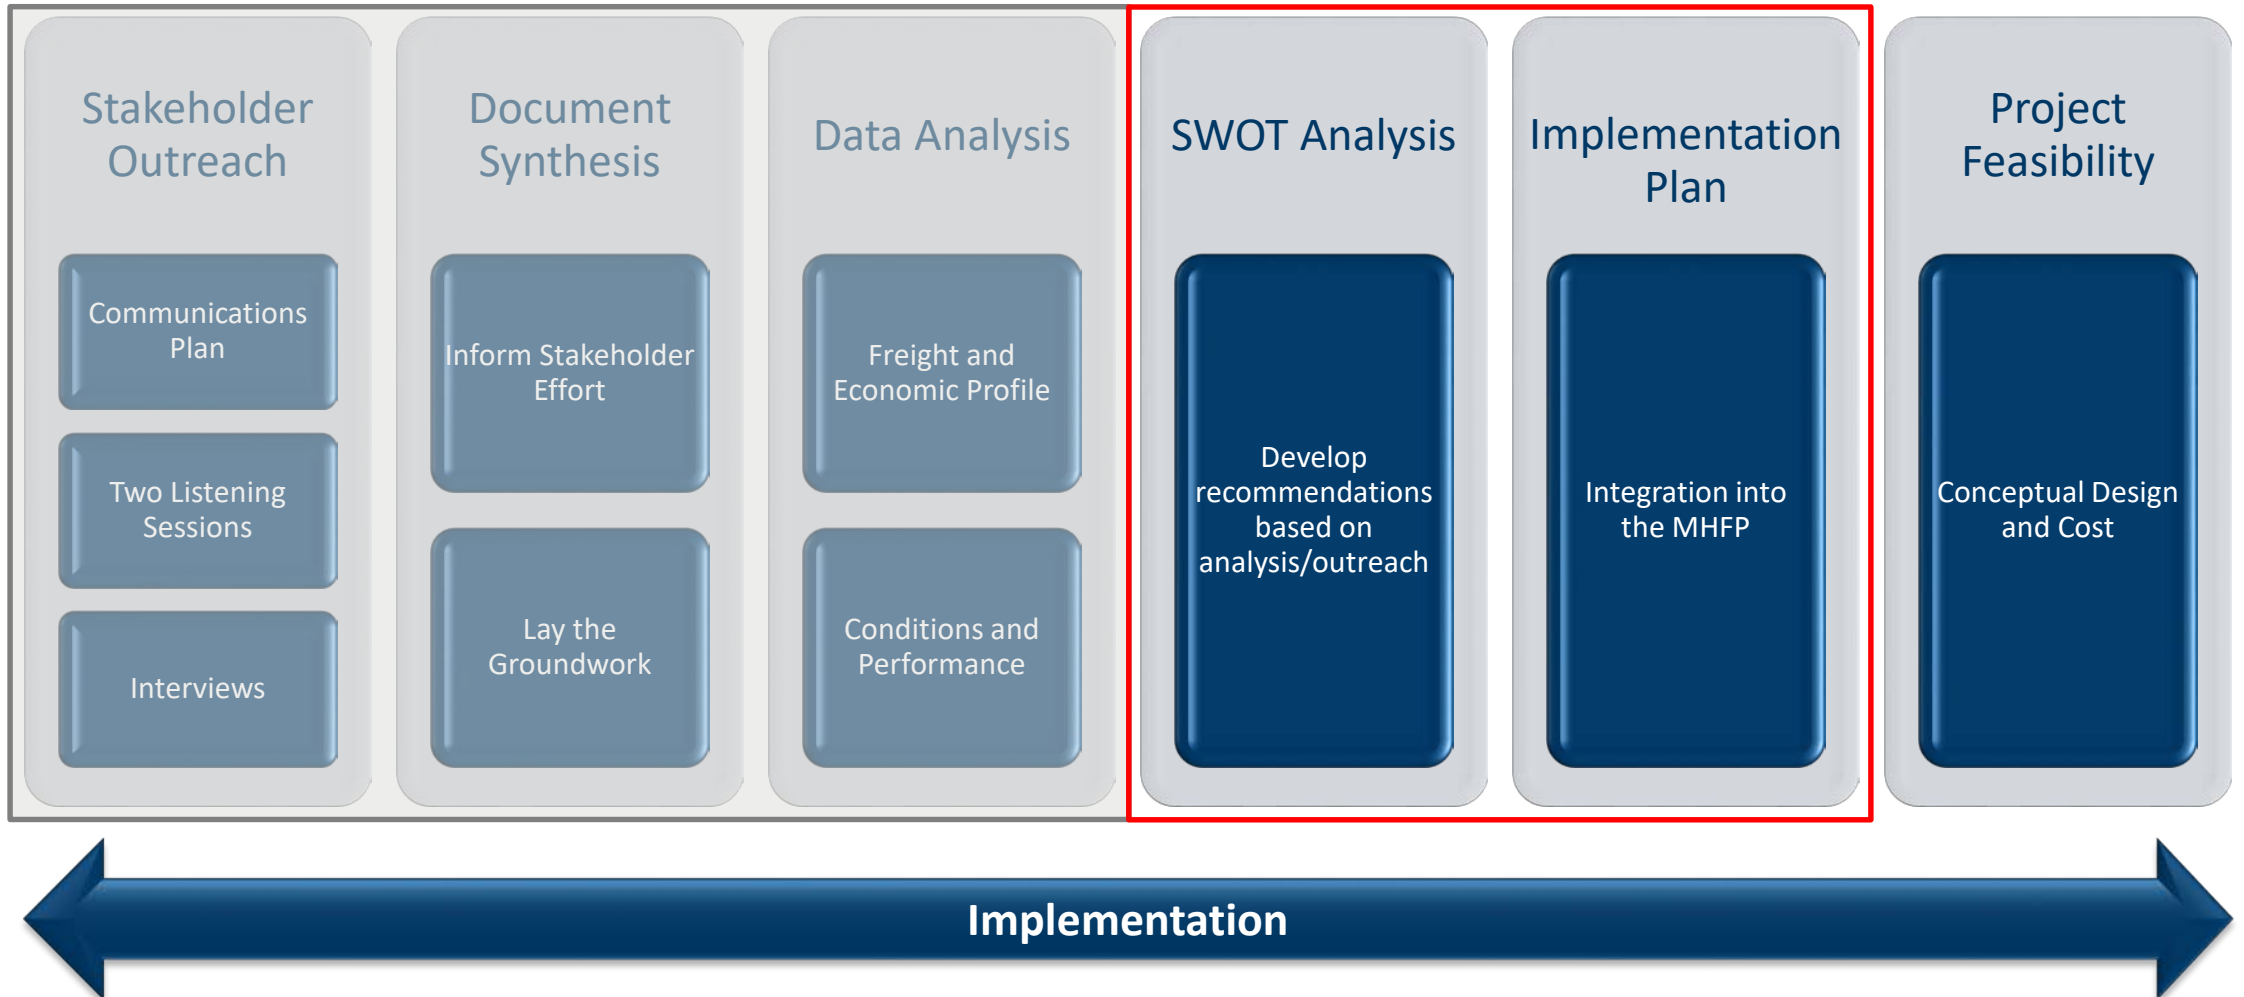 Stakeholder
Outreach
Communications
Plan
Two Listening
Sessions
Interviews
Document
Synthesis
Inform Stakeholder
Effort
Lay the
Groundwork
Data Analysis
Freight and
Economic Profile
Conditions and
Performance
SWOT Analysis
Develop
recommendations
based on
analysis/outreach
Implementation
Plan
Integration into
the MHFP
Project
Feasibility
Conceptual Design
and Cost
Implementation